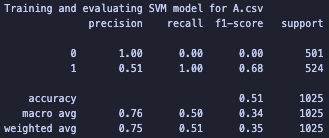 Training and evaluating SVM model for A.csv
precision recall f1-score support
0 1.00 0.00 0.00 501
1 0.51 1.00 0.68 524
accuracy 0.51 1025
macro avg 0.76 0.50 0.34 1025
weighted avg 0.75 0.51 0.35 1025